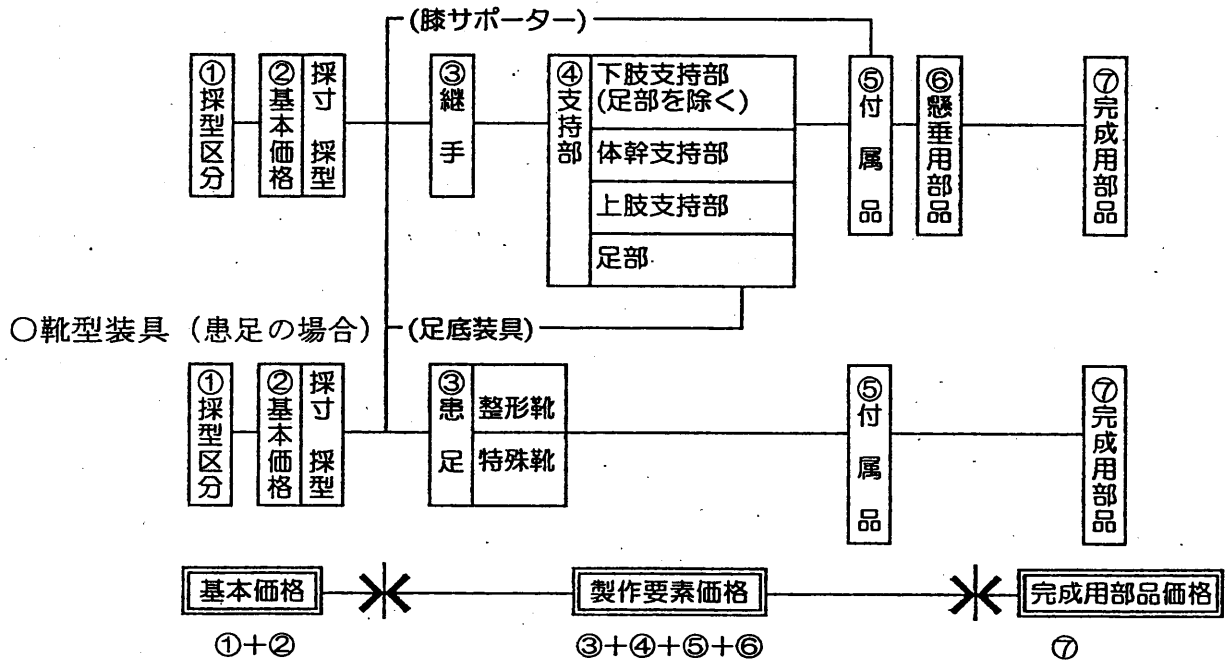 (膝サポーター)
①採型区分
②基本価格
採寸 採型
③継手
④支持部
下肢支持部
(足部を除く)
体幹支持部
上肢支持部
足部
⑤付属品
⑥懸垂用部品
⑦完成用部品
○靴型装具(患足の場合)
(足底装具)
①採型区分
②基本価格
採寸 採型
③患足
整形靴
特殊靴
⑤付属品
⑦完成用部品
基本価格
製作要素価格
完成用部品価格
①+②
③+④+⑤+⑥
⑦